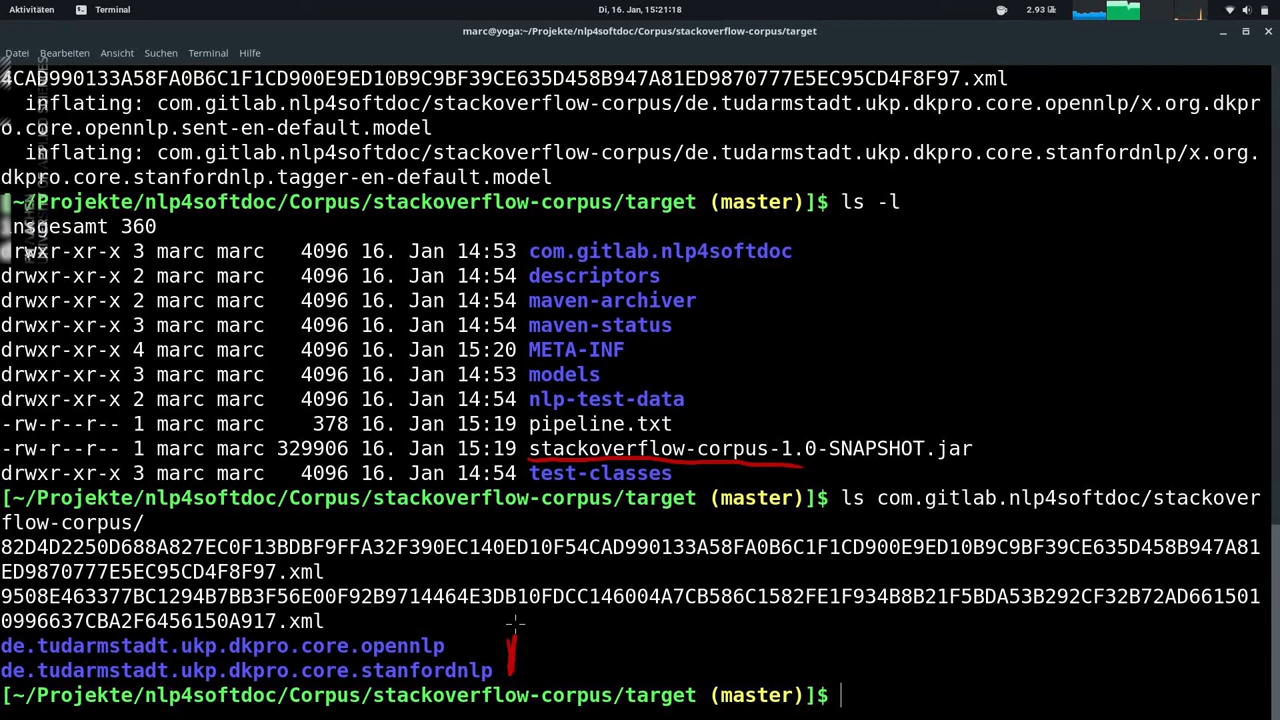 Aktivitäten Terminal Di, 16. Jan, 15:21:18 2.93
marc@yoga:~/Projekte/nlp4softdoc/Corpus/stackoverflow-corpus/target
Datei Bearbeiten Ansicht Suchen Terminal Hilfe
4CAD990133A58FA0B6C1F1CD900E9ED10B9C9BF39CE635D458B947A81ED9870777E5EC95CD4F8F97.xml
inflating: com.gitlab.nlp4softdoc/stackoverflow-corpus/de.tudarmstadt.ukp.dkpro.core.opennlp/x.org.dkpr
o.core.opennlp.sent-en-default.model
inflating: com.gitlab.nlp4softdoc/stackoverflow-corpus/de.tudarmstadt.ukp.dkpro.core.stanfordnlp/x.org.
dkpro.core.stanfordnlp.tagger-en-default.model
[~/Projekte/nlp4softdoc/Corpus/stackoverflow-corpus/target (master)]$ ls -l
insgesamt 360
drwxr-xr-x 3 marc marc 4096 16. Jan 14:53 com.gitlab.nlp4softdoc
drwxr-xr-x 2 marc marc 4096 16. Jan 14:54 descriptors
drwxr-xr-x 2 marc marc 4096 16. Jan 14:54 maven-archiver
drwxr-xr-x 3 marc marc 4096 16. Jan 14:54 maven-status
drwxr-xr-x 4 marc marc 4096 16. Jan 15:20 META-INF
drwxr-xr-x 3 marc marc 4096 16. Jan 14:53 models
drwxr-xr-x 2 marc marc 4096 16. Jan 14:54 nlp-test-data
-rw-r--r-- 1 marc marc 378 16. Jan 15:19 pipeline.txt
-rw-r--r-- 1 marc marc 329906 16. Jan 15:19 stackoverflow-corpus-1.0-SNAPSHOT.jar
drwxr-xr-x 3 marc marc 4096 16. Jan 14:54 test-classes
[~/Projekte/nlp4softdoc/Corpus/stackoverflow-corpus/target (master)]$ ls com.gitlab.nlp4softdoc/stackover
flow-corpus/
82D4D2250D688A827EC0F13BDBF9FFA32F390EC140ED10F54CAD990133A58FA0B6C1F1CD900E9ED10B9C9BF39CE635D458B947A81
ED9870777E5EC95CD4F8F97.xml
9508E463377BC1294B7BB3F56E00F92B9714464E3DB10FDCC146004A7CB586C1582FE1F934B8B21F5BDA53B292CF32B72AD661501
0996637CBA2F6456150A917.xml
de.tudarmstadt.ukp.dkpro.core.opennlp
de.tudarmstadt.ukp.dkpro.core.stanfordnlp
[~/Projekte/nlp4softdoc/Corpus/stackoverflow-corpus/target (master)]$